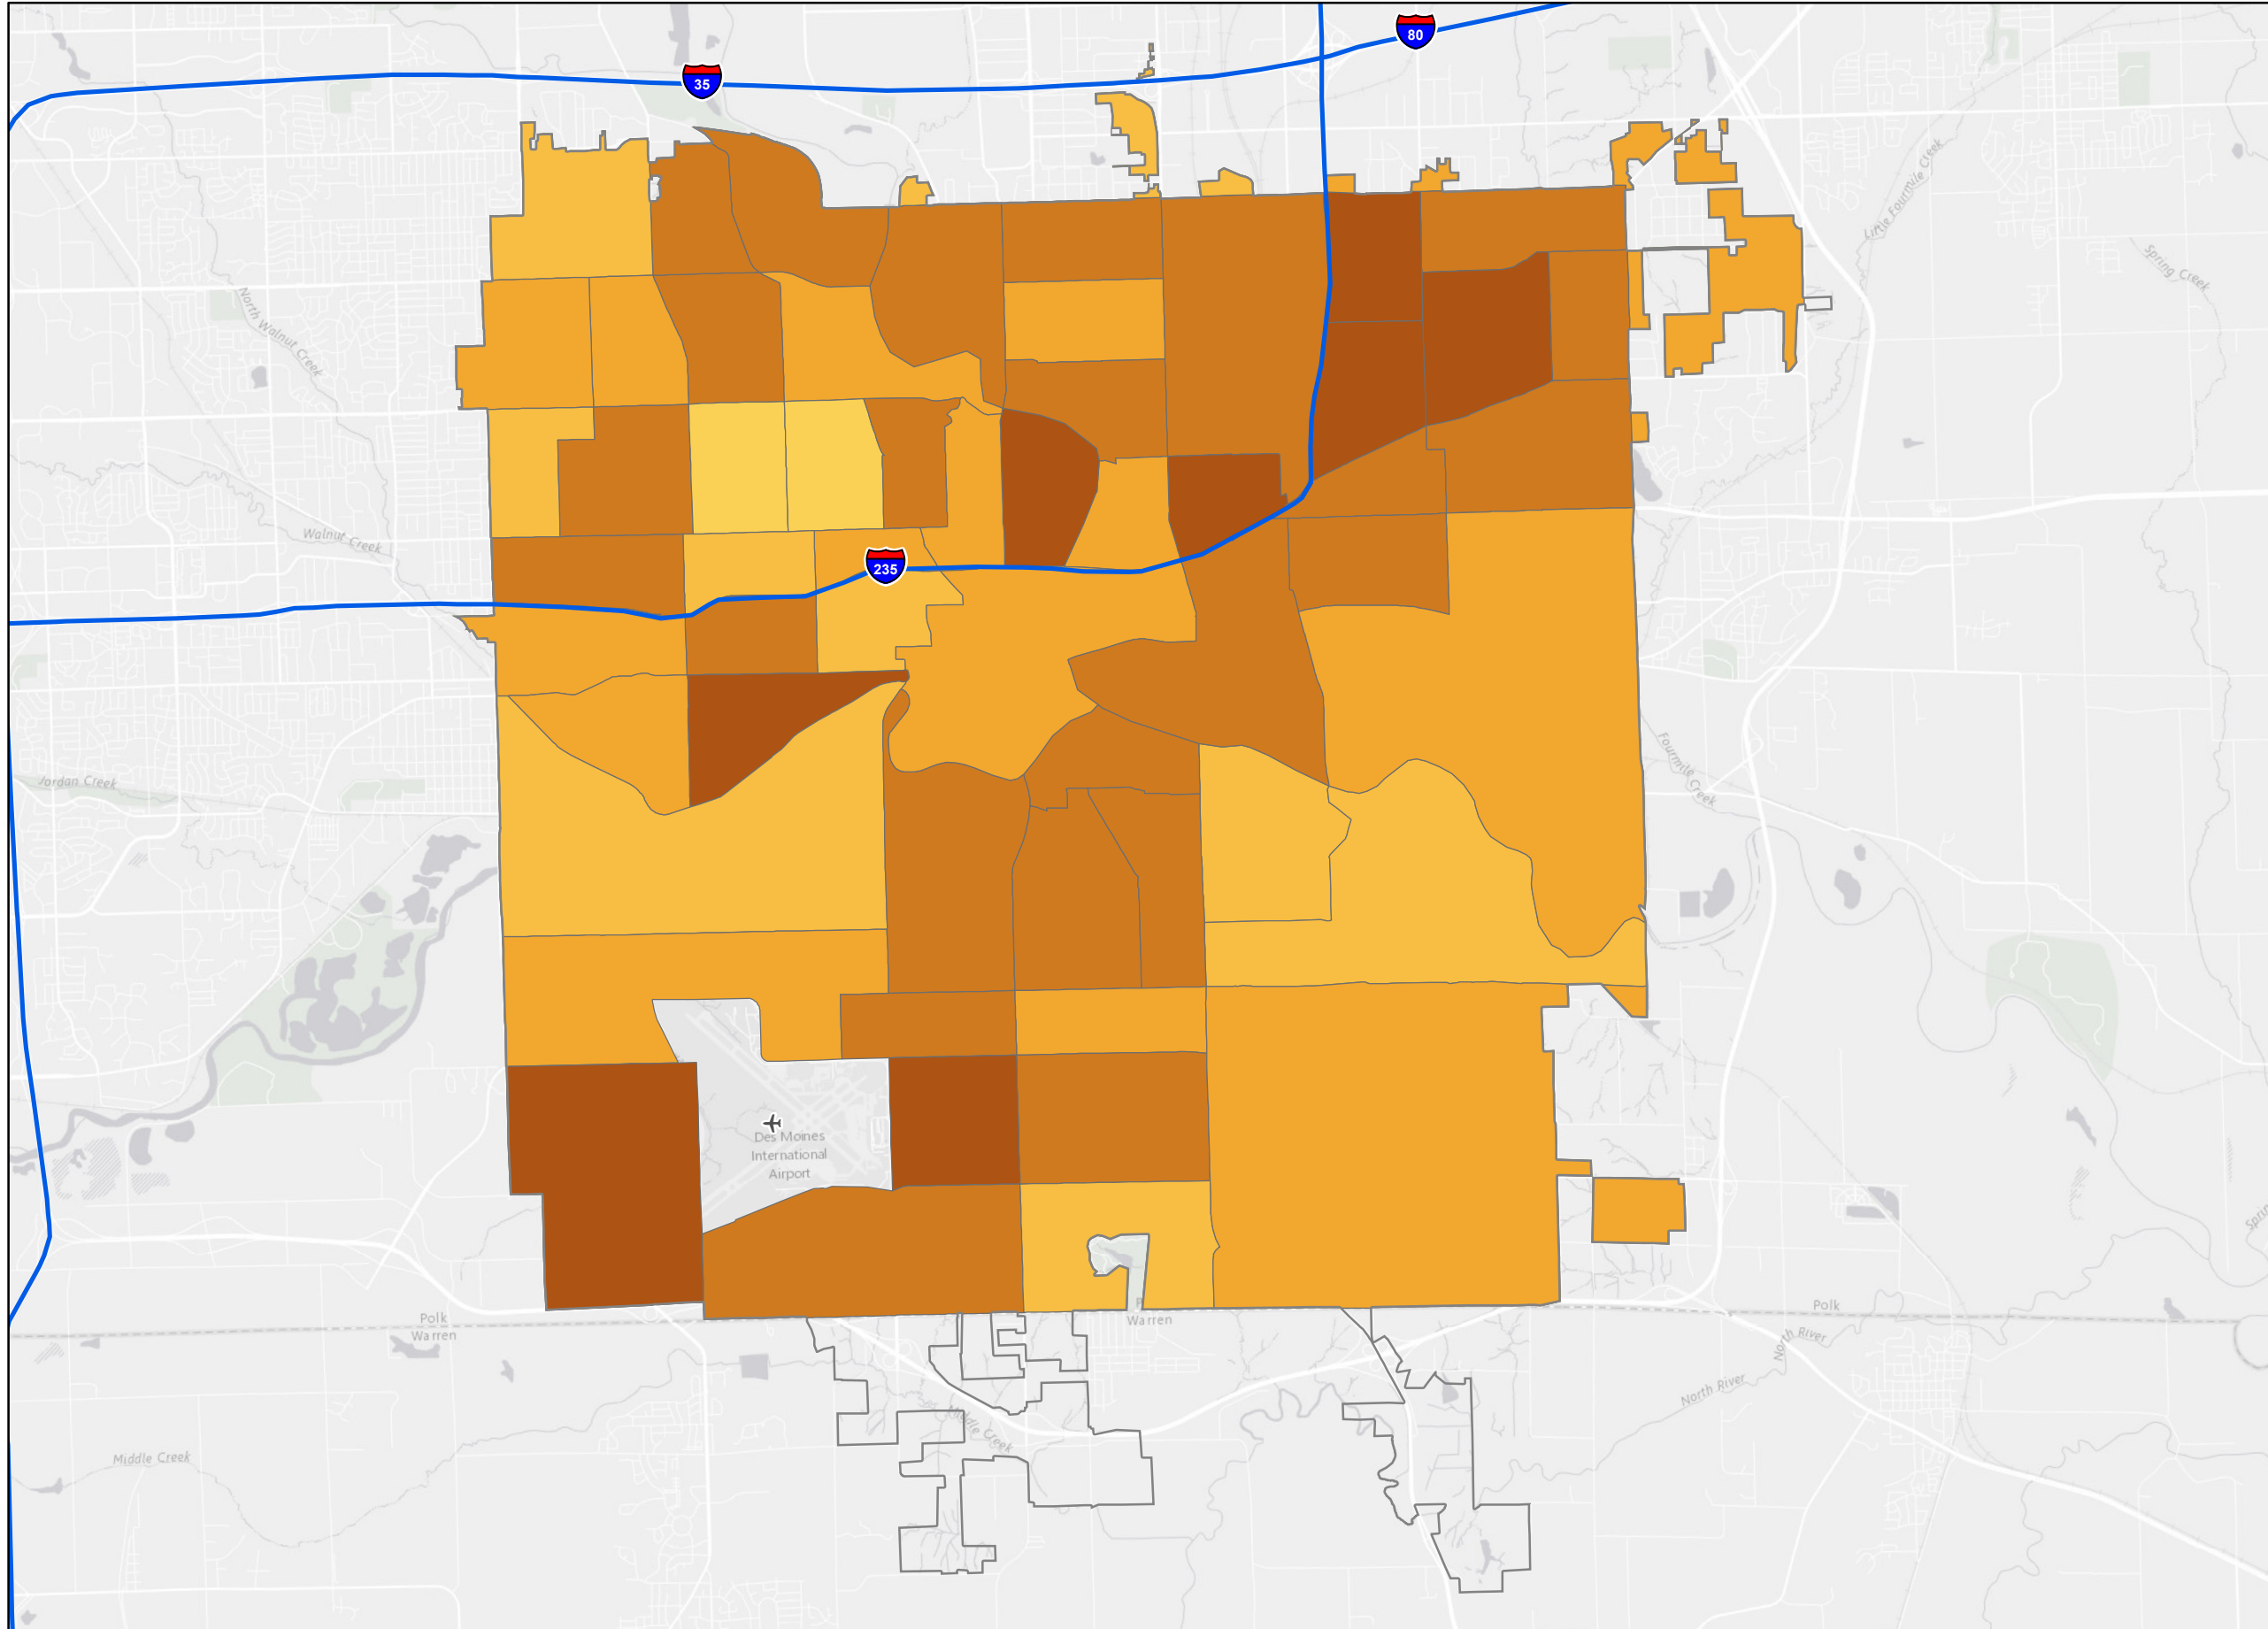 80
35
Little Fourmile Creek
Spring Creek
North Walnut Creek
Walnut Creek
235
Fourmile Creek
Jordan Creek
Des Moines
International
Airport
Polk
Warren
Warren
Polk
North River
North River
Middle Creek
Middle Creek